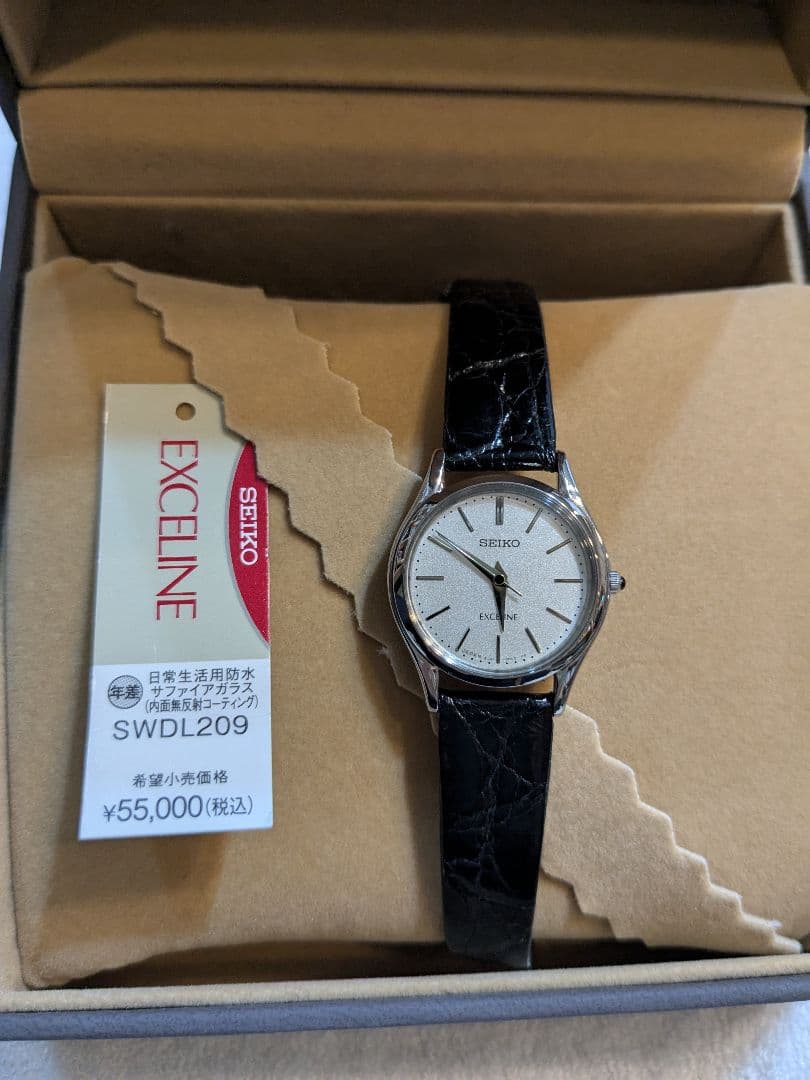 EXCELINE
SEIKO
年差
日常生活用防水
サファイアガラス
(内面無反射コーティング)
SWDL209
希望小売価格
¥55,000(税込)
SEIKO
EXCELINE